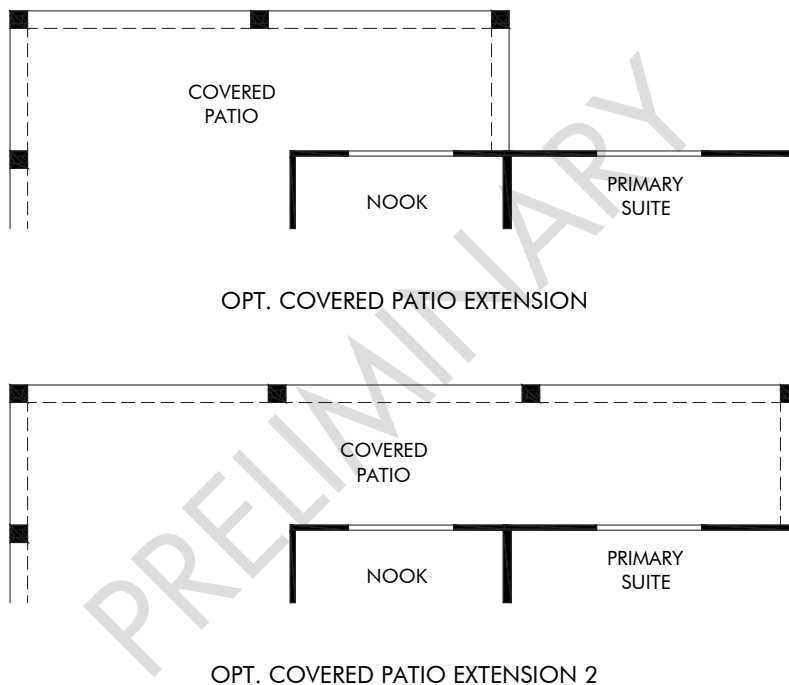 COVERED
PATIO
NOOK
PRIMARY
SUITE
OPT. COVERED PATIO EXTENSION
COVERED
PATIO
NOOK
PRIMARY
SUITE
OPT. COVERED PATIO EXTENSION 2
PRELIMINARY